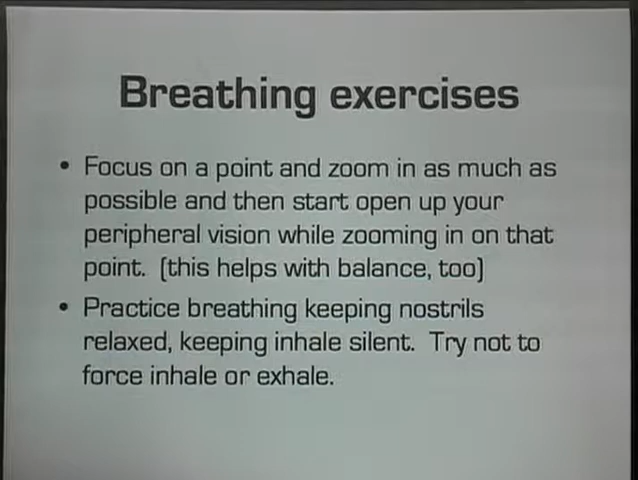 Breathing exercises
• Focus on a point and zoom in as much as
possible and then start open up your
peripheral vision while zooming in on that
point. (this helps with balance, too)
• Practice breathing keeping nostrils
relaxed, keeping inhale silent. Try not to
force inhale or exhale.